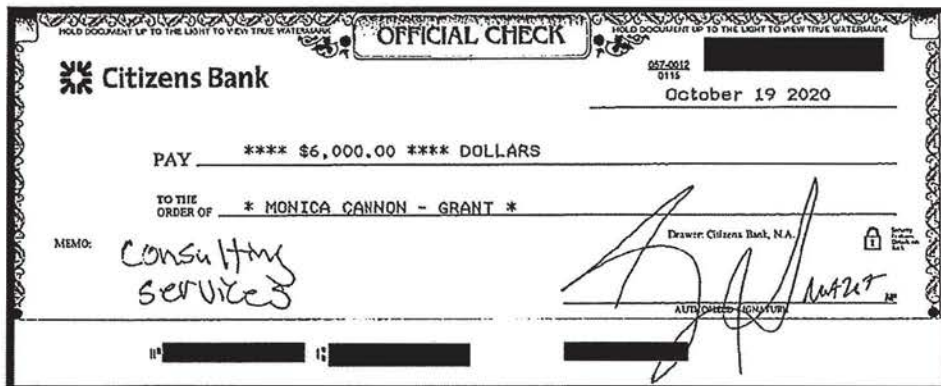 HOLD DOCUMENT UP TO THE LIGHT TO VIEW TRUE WATERMARK
OFFICIAL CHECK
HOLD DOCUMENT UP TO THE LIGHT TO VIEW TRUE WATERMARK
Citizens Bank
057-0012
0115
October 19 2020
PAY **** $6,000.00 **** DOLLARS
TO THE
ORDER OF * MONICA CANNON - GRANT *
MEMO:
Consulting
services
Drawer: Citizens Bank, N.A.
AUTHORIZED SIGNATURE